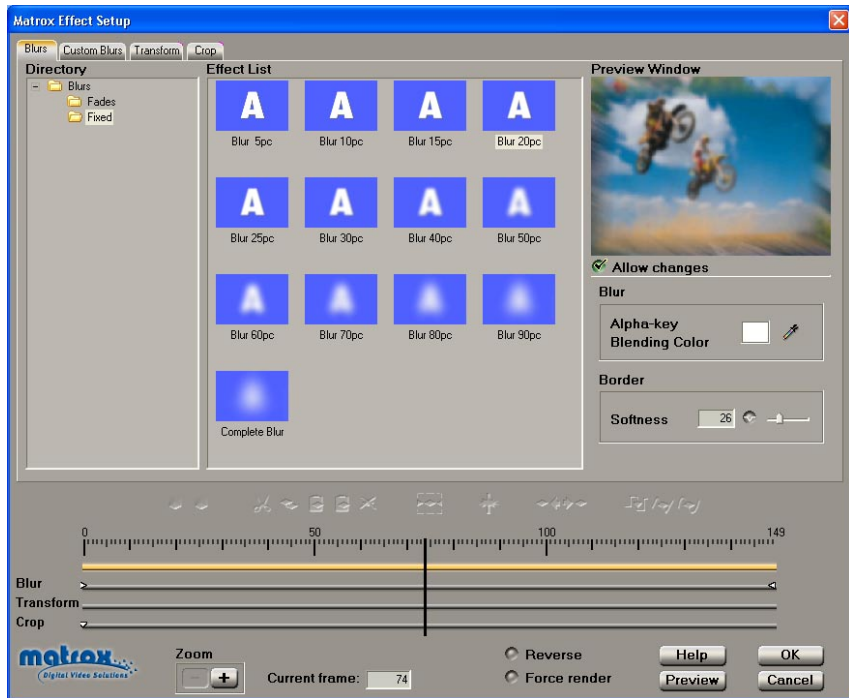 Matrox Effect Setup
Blurs Custom Blurs Transform Crop
Directory
Blurs
Fades
Fixed
Effect List
A A A A
Blur 5pc Blur 10pc Blur 15pc Blur 20pc
A A A A
Blur 25pc Blur 30pc Blur 40pc Blur 50pc
A A A A
Blur 60pc Blur 70pc Blur 80pc Blur 90pc
Complete Blur
Preview Window
Allow changes
Blur
Alpha-key
Blending Color
Border
Softness 26
0 50 100 149
Blur
Transform
Crop
matrox
Digital Video Solutions
Zoom
Current frame: 74
Reverse
Force render
Help OK
Preview Cancel